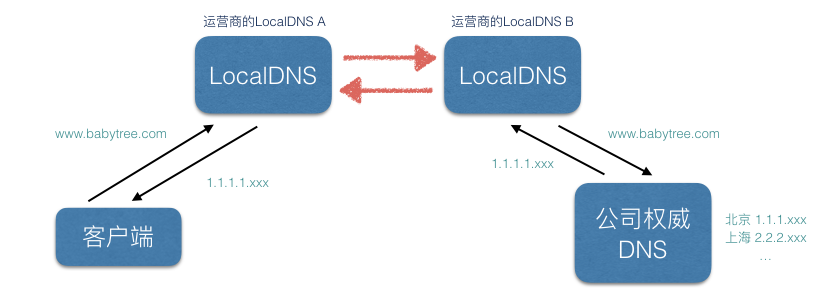 运营商的LocalDNS A
运营商的LocalDNS B
LocalDNS
LocalDNS
www.babytree.com
www.babytree.com
1.1.1.1.xxx
1.1.1.1.xxx
客户端
公司权威
DNS
北京 1.1.1.xxx
上海 2.2.2.xxx
...